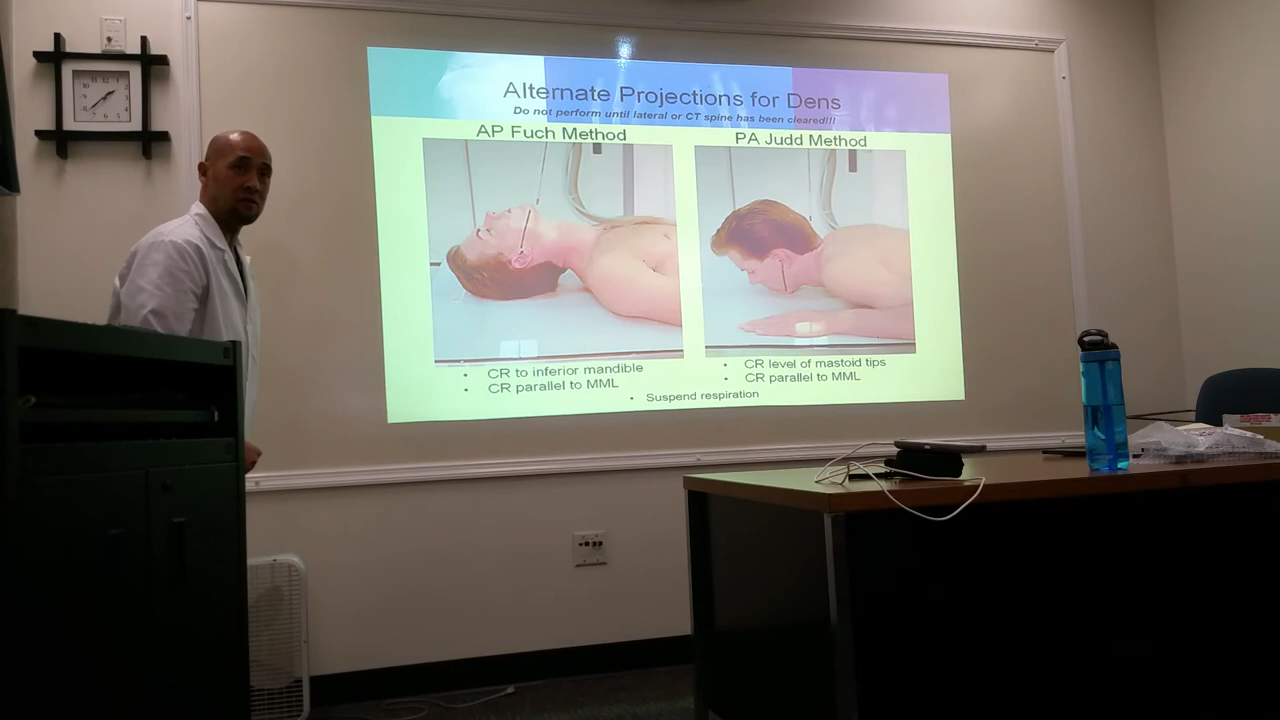 Alternate Projections for Dens
Do not perform until lateral or CT spine has been cleared!!!
AP Fuch Method
PA Judd Method
• CR to inferior mandible
• CR parallel to MML
• CR level of mastoid tips
• CR parallel to MML
• Suspend respiration